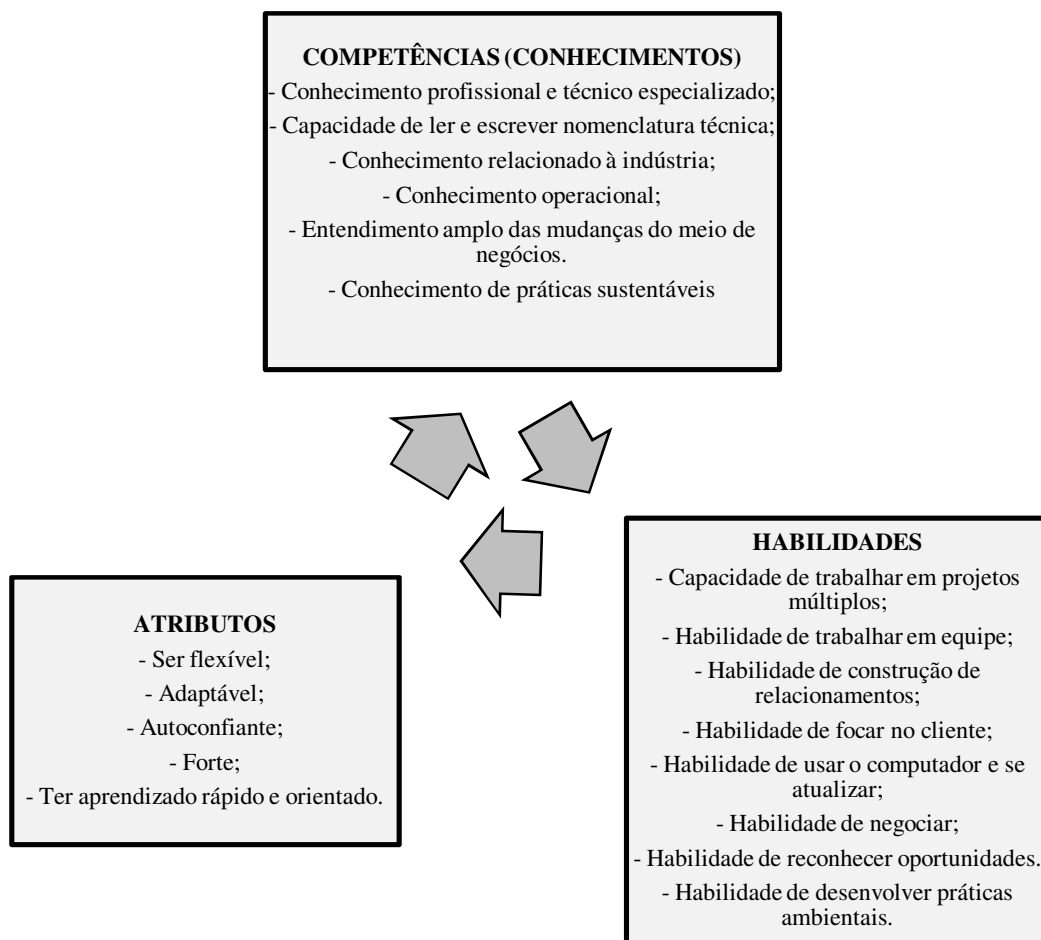 COMPETÊNCIAS (CONHECIMENTOS)
- Conhecimento profissional e técnico especializado;
- Capacidade de ler e escrever nomenclatura técnica;
- Conhecimento relacionado à indústria;
- Conhecimento operacional;
- Entendimento amplo das mudanças do meio de
negócios.
- Conhecimento de práticas sustentáveis
HABILIDADES
- Capacidade de trabalhar em projetos
múltiplos;
- Habilidade de trabalhar em equipe;
- Habilidade de construção de
relacionamentos;
- Habilidade de focar no cliente;
- Habilidade de usar o computador e se
atualizar;
- Habilidade de negociar;
- Habilidade de reconhecer oportunidades.
- Habilidade de desenvolver práticas
ambientais.
ATRIBUTOS
- Ser flexível;
- Adaptável;
- Autoconfiante;
- Forte;
- Ter aprendizado rápido e orientado.